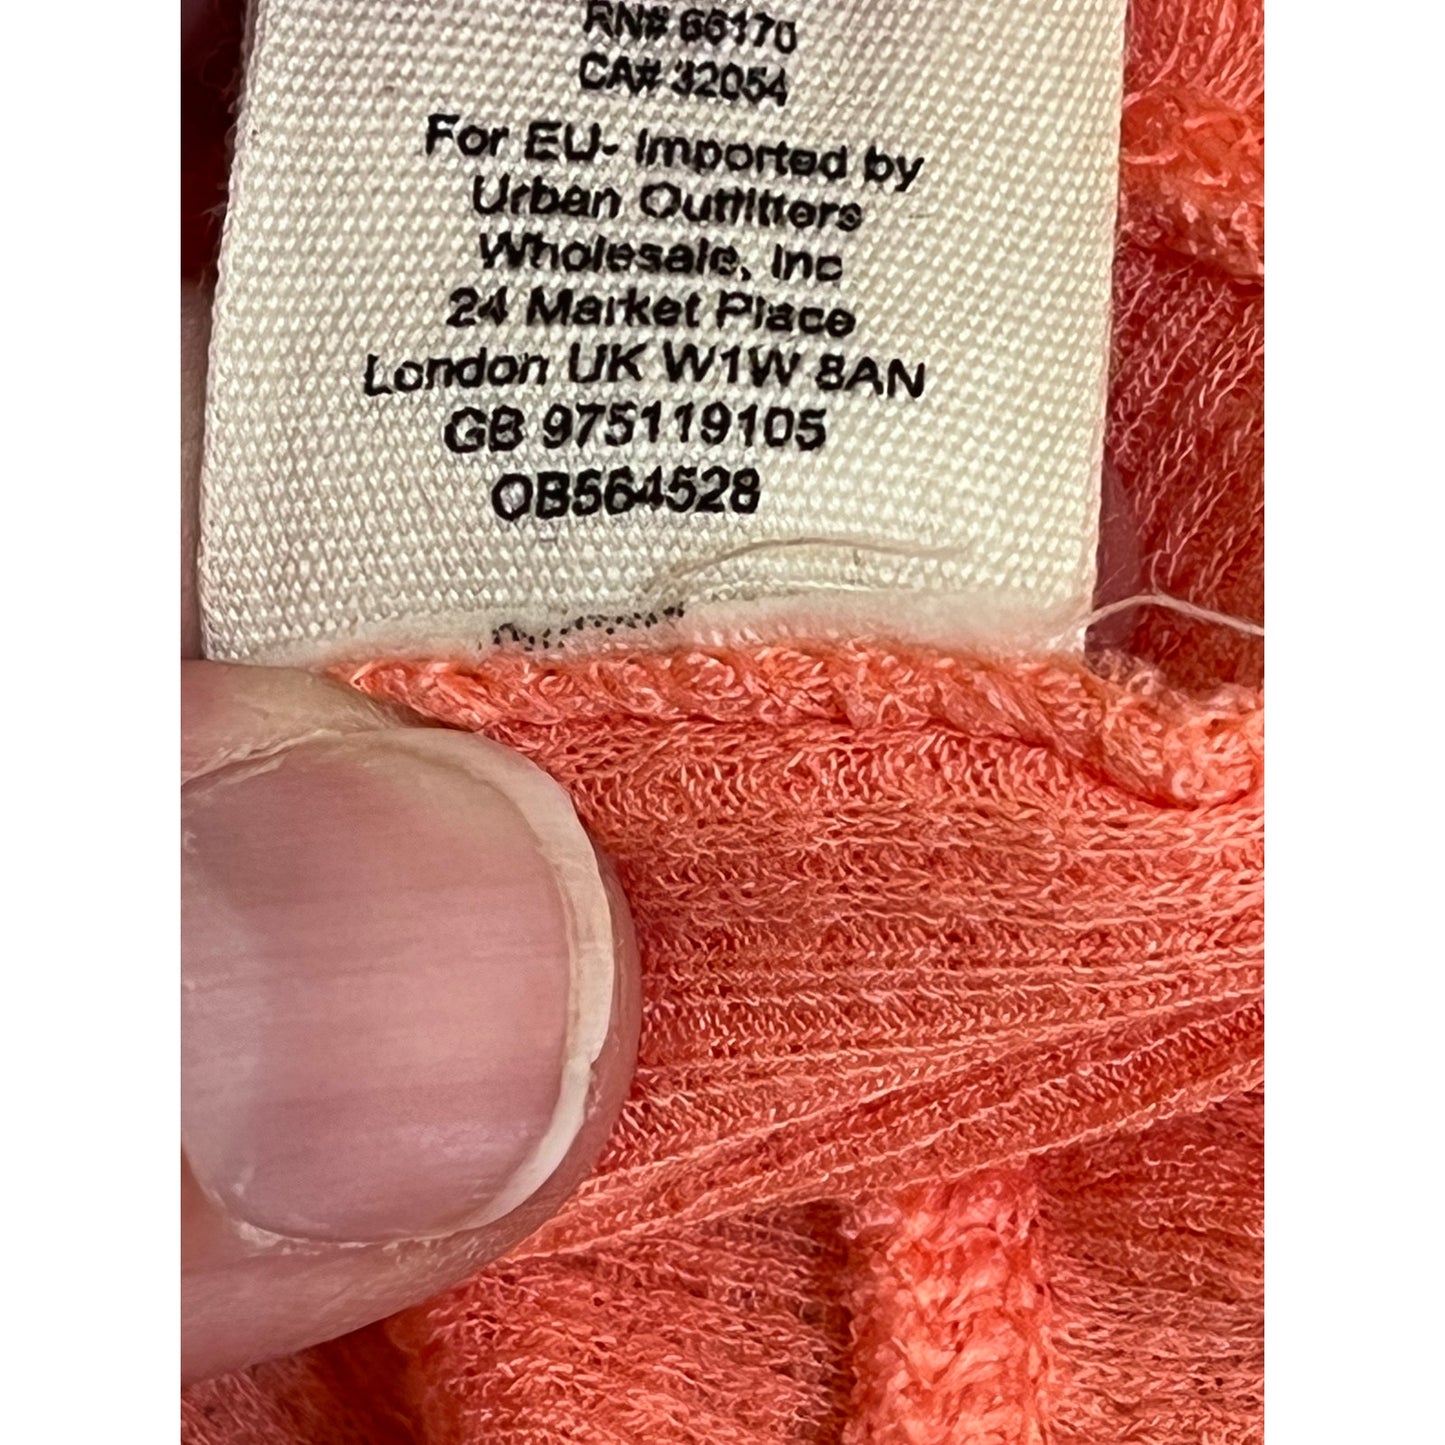 RN# 66170
CA# 32054
For EU- Imported by
Urban Outfitters
Wholesale, Inc
24 Market Place
London UK W1W 8AN
GB 975119105
OB564528